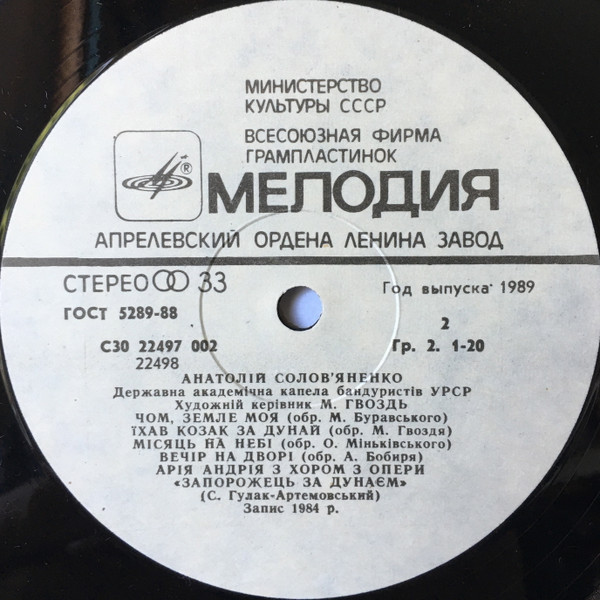 МИНИСТЕРСТВО
КУЛЬТУРЫ СССР
ВСЕСОЮЗНАЯ ФИРМА
ГРАМПЛАСТИНОК
®
МЕЛОДИЯ
АПРЕЛЕВСКИЙ ОРДЕНА ЛЕНИНА ЗАВОД
СТЕРЕО 33
Год выпуска 1989
ГОСТ 5289-88
2
С30 22497 002
Гр. 2. 1-20
22498
АНАТОЛІЙ СОЛОВ'ЯНЕНКО
Державна академічна капела бандуристів УРСР
Художній керівник М. ГВОЗДЬ
ЧОМ, ЗЕМЛЕ МОЯ (обр. М. Буравського)
ЇХАВ КОЗАК ЗА ДУНАЙ (обр. М. Гвоздя)
МІСЯЦЬ НА НЕБІ (обр. О. Міньківського)
ВЕЧІР НА ДВОРІ (обр. А. Бобиря)
АРІЯ АНДРІЯ З ХОРОМ З ОПЕРИ
«ЗАПОРОЖЕЦЬ ЗА ДУНАЄМ»
(С. Гулак-Артемовський)
Запис 1984 р.